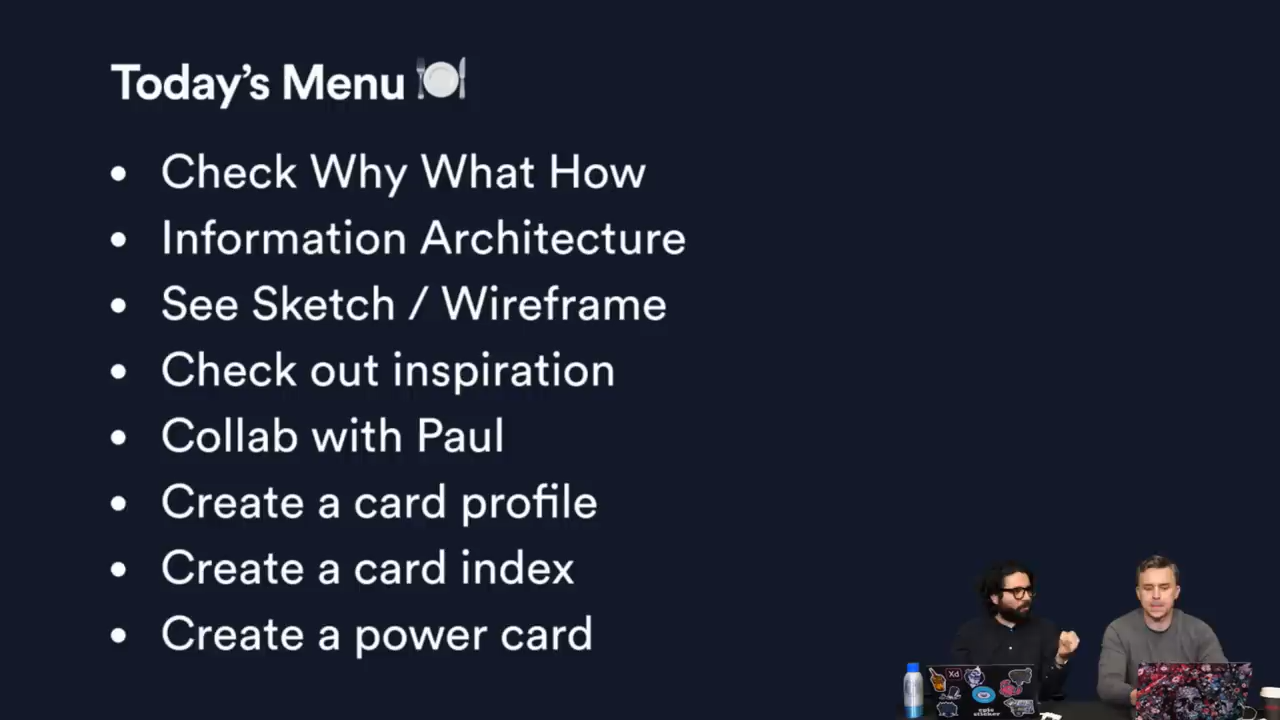 Today's Menu 🍽️
• Check Why What How
• Information Architecture
• See Sketch / Wireframe
• Check out inspiration
• Collab with Paul
• Create a card profile
• Create a card index
• Create a power card
Xd